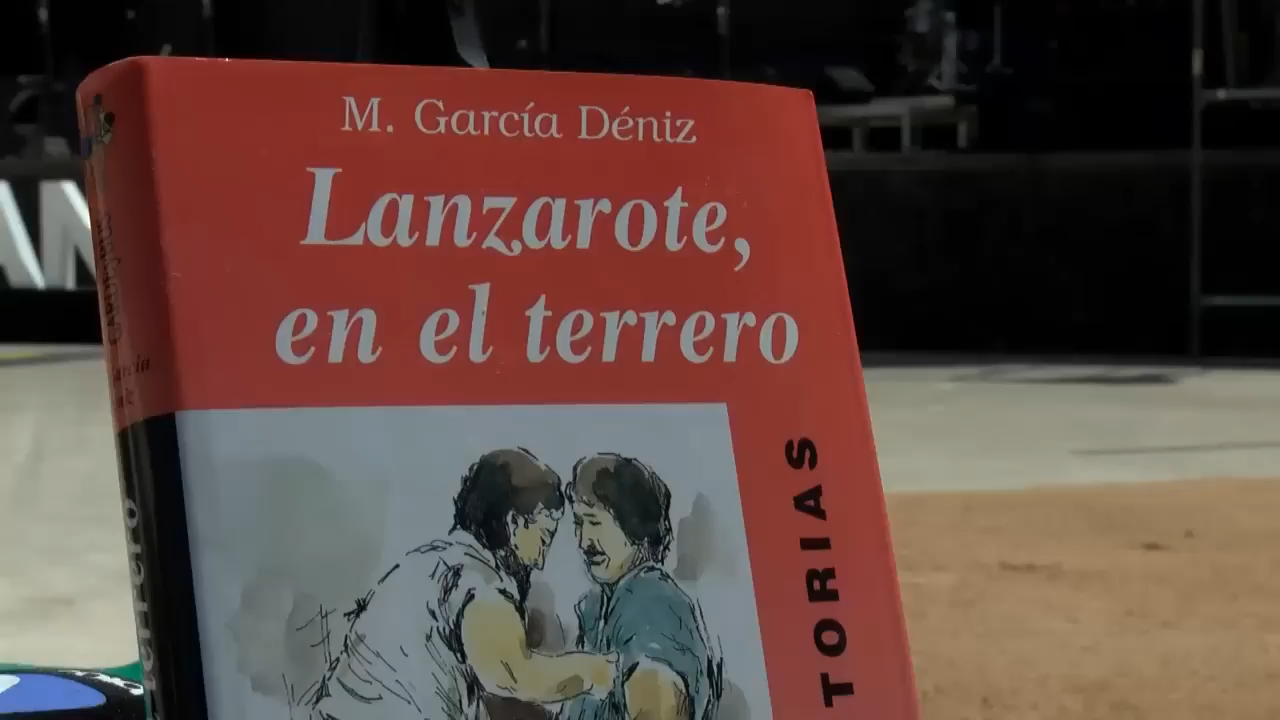 M. García Déniz
Lanzarote,
en el terrero
TORIAS